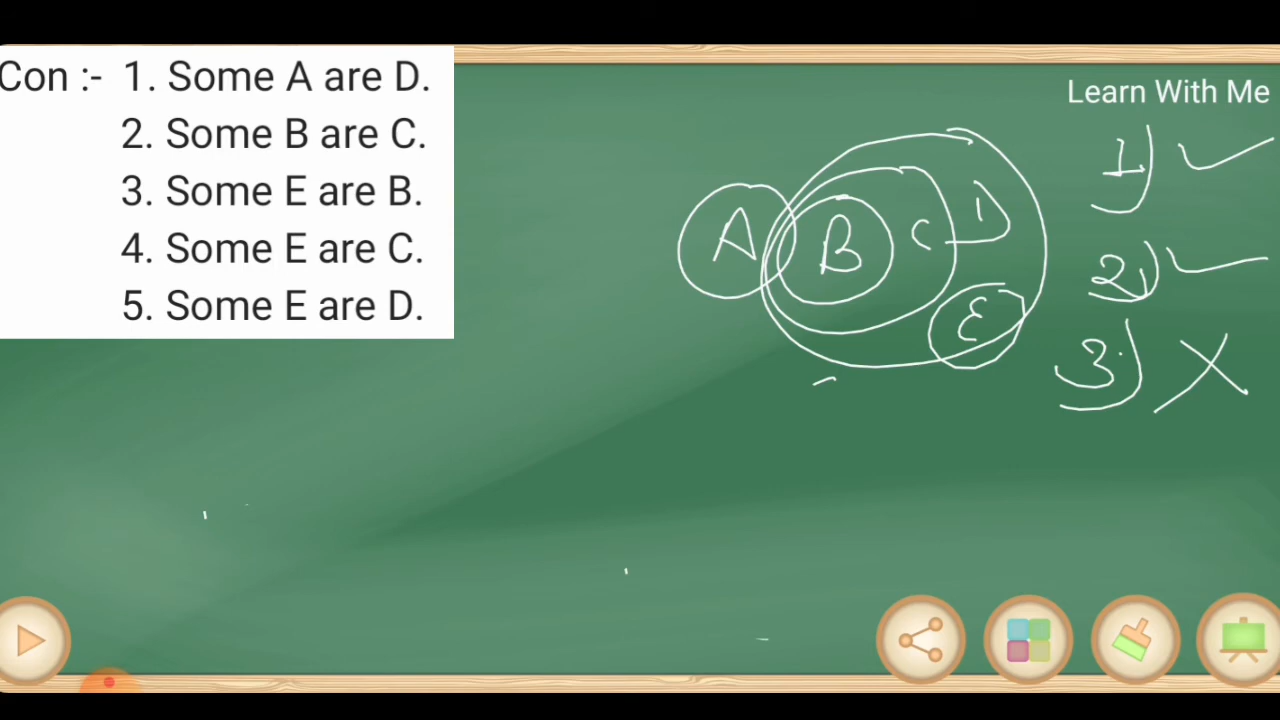 Con :- 1. Some A are D.
2. Some B are C.
3. Some E are B.
4. Some E are C.
5. Some E are D.
Learn With Me
A B C D
E
1) ✓
2) ✓
3) X